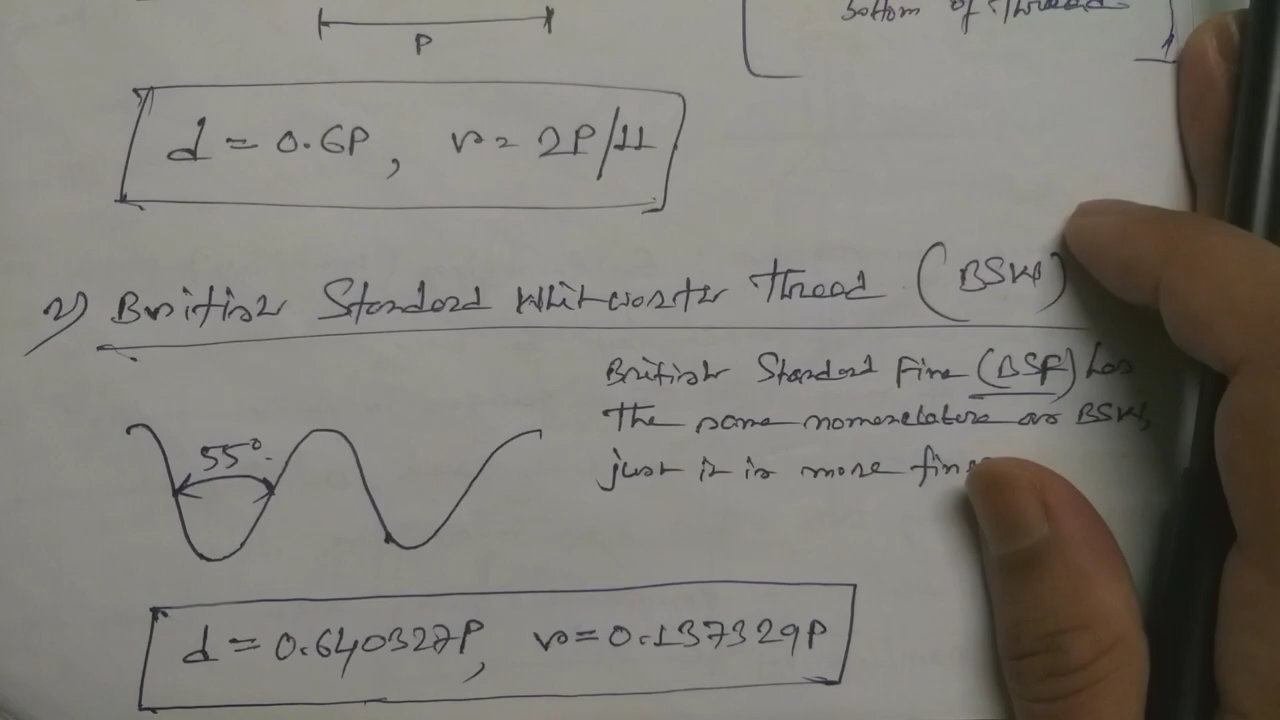 bottom of Thread
P
d = 0.6P, r = 2P/11
2) British Standard Whitworth Thread (BSW)
British Standard Fine (BSF) has
the same nomenclature as BSW,
just it is more fine
55°
d = 0.640327P, r = 0.137329P